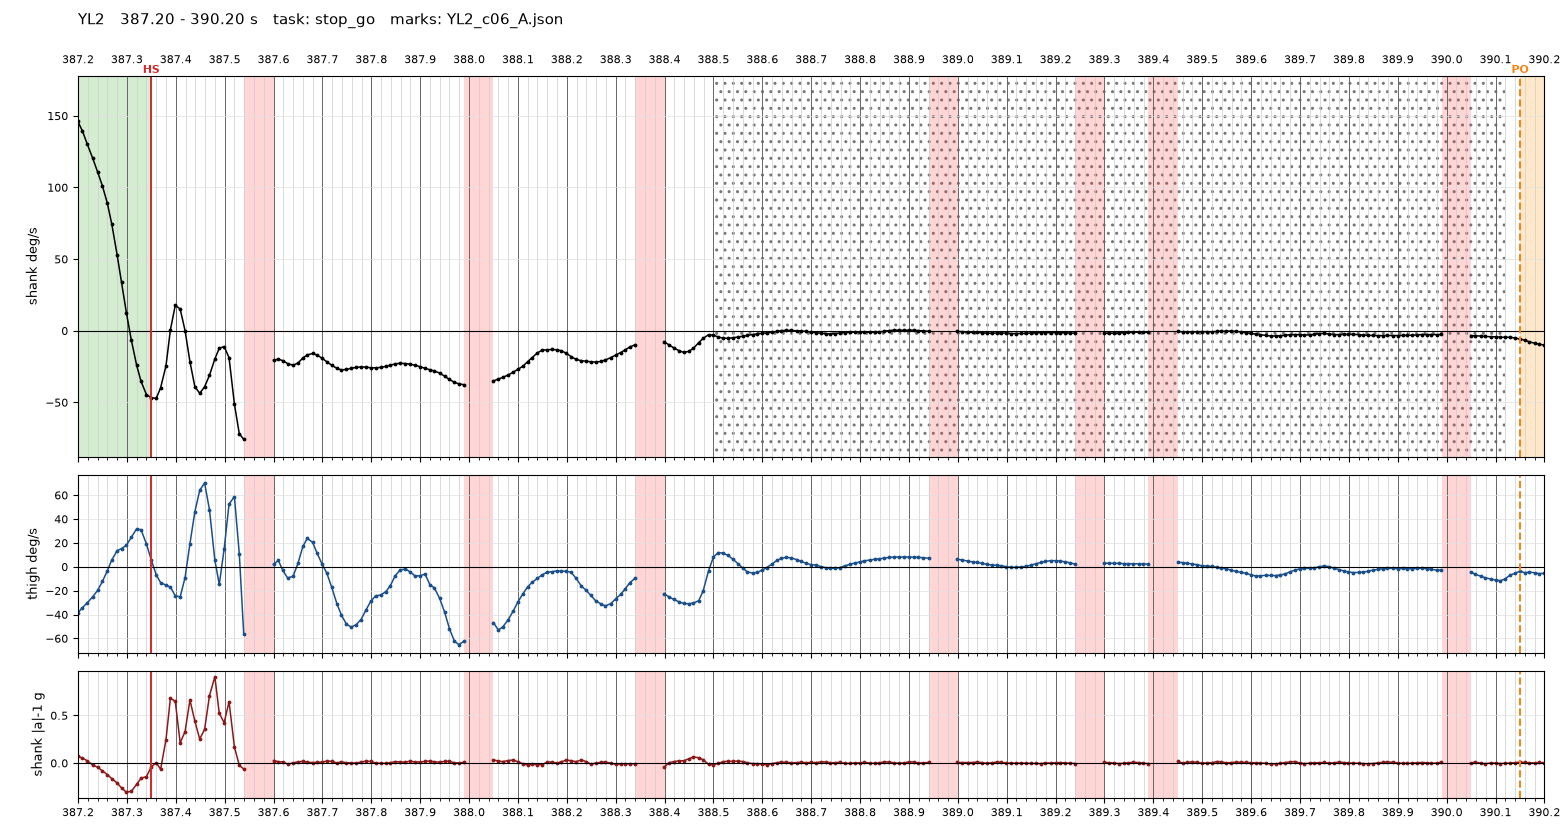 YL2   387.20 - 390.20 s   task: stop_go   marks: YL2_c06_A.json
387.2 387.3 387.4 387.5 387.6 387.7 387.8 387.9 388.0 388.1 388.2 388.3 388.4 388.5 388.6 388.7 388.8 388.9 389.0 389.1 389.2 389.3 389.4 389.5 389.6 389.7 389.8 389.9 390.0 390.1 390.2
HS PO
shank deg/s
150
100
50
0
−50
thigh deg/s
60
40
20
0
−20
−40
−60
shank |a|-1 g
0.5
0.0
387.2 387.3 387.4 387.5 387.6 387.7 387.8 387.9 388.0 388.1 388.2 388.3 388.4 388.5 388.6 388.7 388.8 388.9 389.0 389.1 389.2 389.3 389.4 389.5 389.6 389.7 389.8 389.9 390.0 390.1 390.2